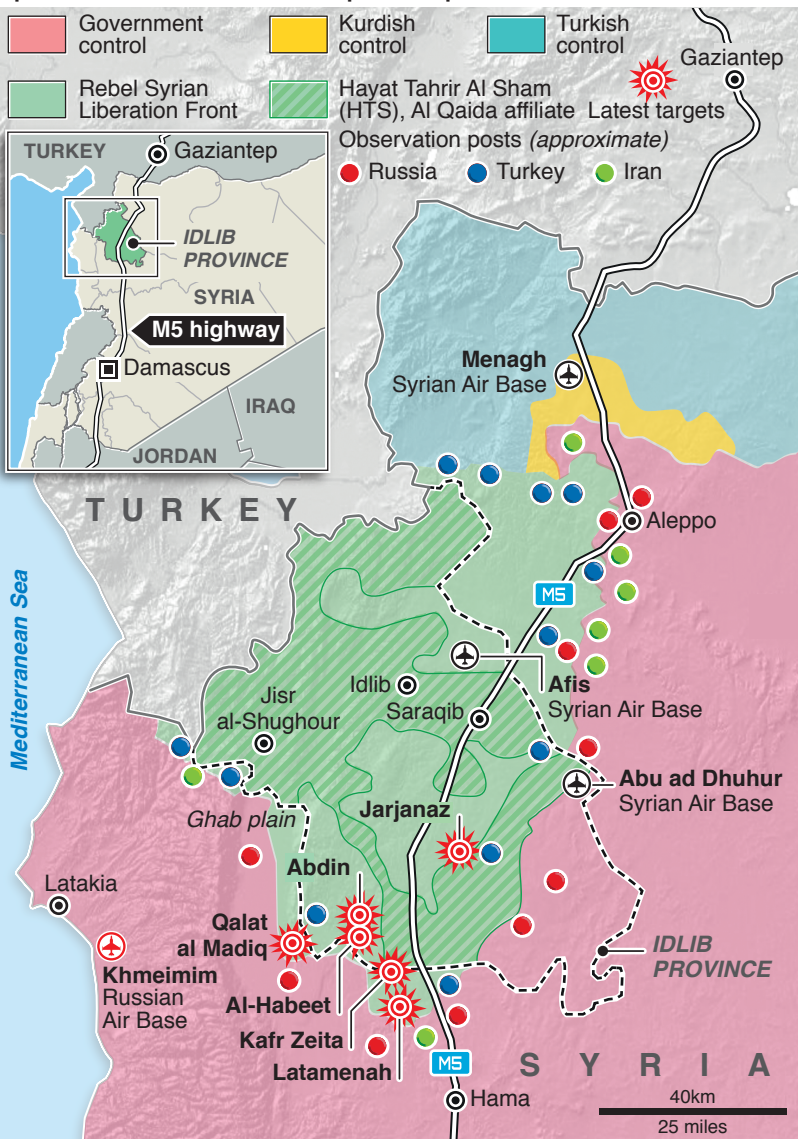 Government
control
Kurdish
control
Turkish
control
Gaziantep
Rebel Syrian
Liberation Front
Hayat Tahrir Al Sham
(HTS), Al Qaida affiliate
Latest targets
Observation posts (approximate)
Russia
Turkey
Iran
TURKEY
Gaziantep
IDLIB
PROVINCE
SYRIA
M5 highway
Damascus
IRAQ
JORDAN
Menagh
Syrian Air Base
TURKEY
Aleppo
Mediterranean Sea
M5
Idlib
Afis
Syrian Air Base
Jisr
al-Shughour
Saraqib
Abu ad Dhuhur
Syrian Air Base
Ghab plain
Jarjanaz
Abdin
Latakia
Qalat
al Madiq
IDLIB
PROVINCE
Khmeimim
Russian
Air Base
Al-Habeet
Kafr Zeita
Latamenah
M5
SYRIA
Hama
40km
25 miles